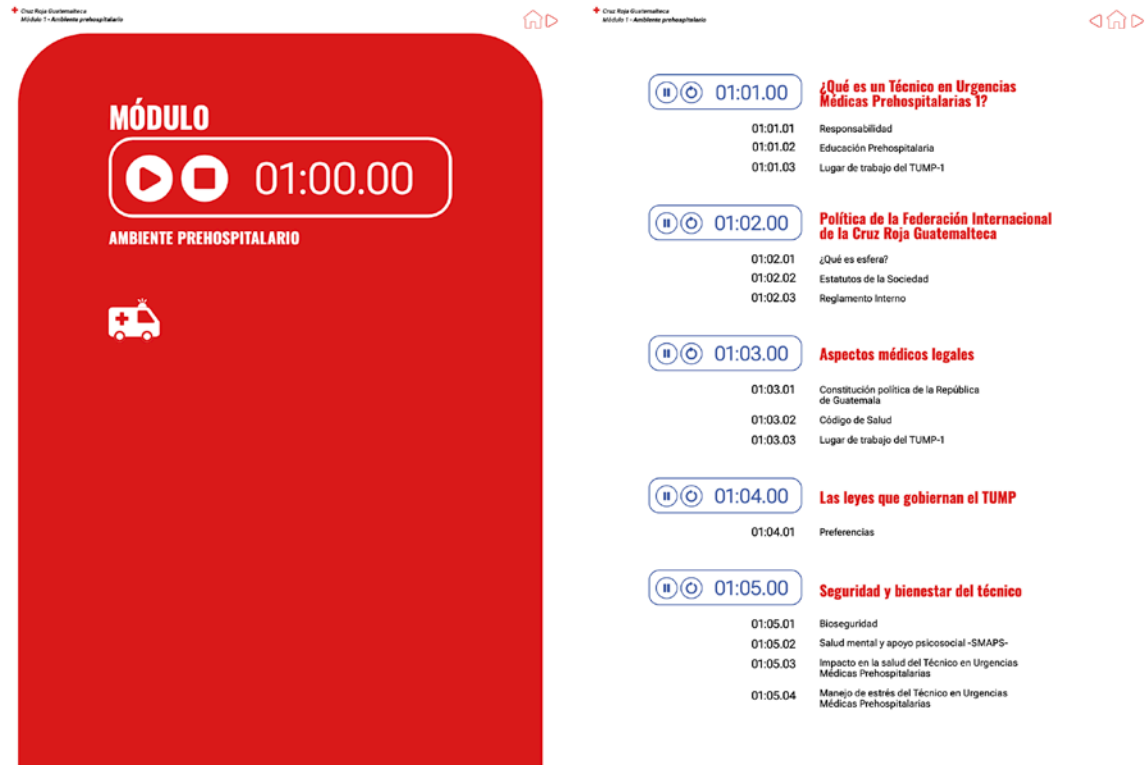 Cruz Roja Guatemalteca
Módulo 1 - Ambiente prehospitalario
MÓDULO
01:00.00
AMBIENTE PREHOSPITALARIO
Cruz Roja Guatemalteca
Módulo 1 - Ambiente prehospitalario
01:01.00 ¿Qué es un Técnico en Urgencias
Médicas Prehospitalarias 1?
01:01.01 Responsabilidad
01:01.02 Educación Prehospitalaria
01:01.03 Lugar de trabajo del TUMP-1
01:02.00 Política de la Federación Internacional
de la Cruz Roja Guatemalteca
01:02.01 ¿Qué es esfera?
01:02.02 Estatutos de la Sociedad
01:02.03 Reglamento Interno
01:03.00 Aspectos médicos legales
01:03.01 Constitución política de la República
de Guatemala
01:03.02 Código de Salud
01:03.03 Lugar de trabajo del TUMP-1
01:04.00 Las leyes que gobiernan el TUMP
01:04.01 Preferencias
01:05.00 Seguridad y bienestar del técnico
01:05.01 Bioseguridad
01:05.02 Salud mental y apoyo psicosocial -SMAPS-
01:05.03 Impacto en la salud del Técnico en Urgencias
Médicas Prehospitalarias
01:05.04 Manejo de estrés del Técnico en Urgencias
Médicas Prehospitalarias